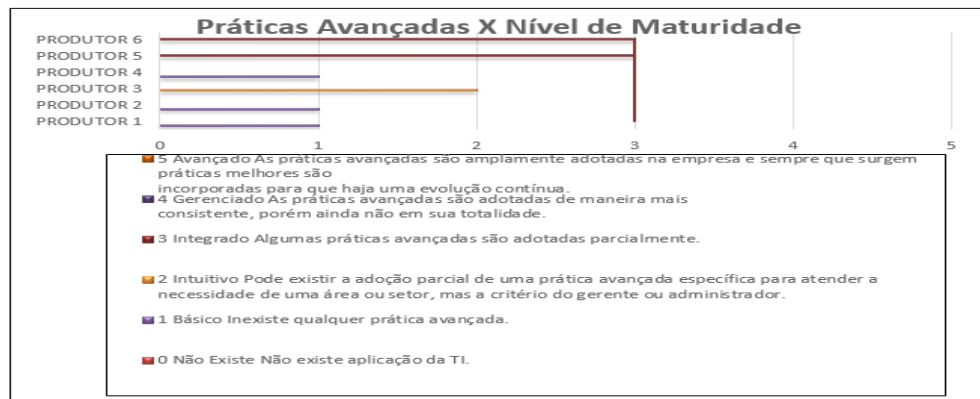 Práticas Avançadas X Nível de Maturidade
PRODUTOR 6
PRODUTOR 5
PRODUTOR 4
PRODUTOR 3
PRODUTOR 2
PRODUTOR 1
0 1 2 3 4 5
5 Avançado As práticas avançadas são amplamente adotadas na empresa e sempre que surgem
práticas melhores são
incorporadas para que haja uma evolução contínua.
4 Gerenciado As práticas avançadas são adotadas de maneira mais
consistente, porém ainda não em sua totalidade.
3 Integrado Algumas práticas avançadas são adotadas parcialmente.
2 Intuitivo Pode existir a adoção parcial de uma prática avançada específica para atender a
necessidade de uma área ou setor, mas a critério do gerente ou administrador.
1 Básico Inexiste qualquer prática avançada.
0 Não Existe Não existe aplicação da TI.